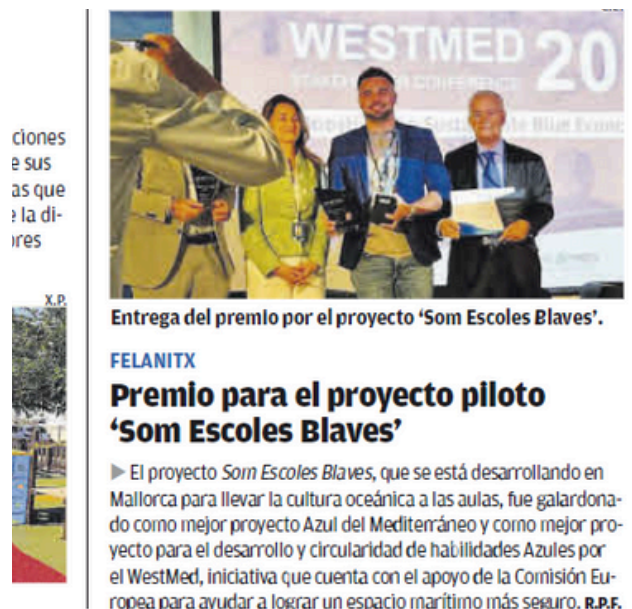 ciones
e sus
as que
e la di-
ores
X.P.
WESTMED 20
CONFERENCE
Entrega del premio por el proyecto ‘Som Escoles Blaves’.
FELANITX
Premio para el proyecto piloto
‘Som Escoles Blaves’
El proyecto Som Escoles Blaves, que se está desarrollando en
Mallorca para llevar la cultura oceánica a las aulas, fue galardona-
do como mejor proyecto Azul del Mediterráneo y como mejor pro-
yecto para el desarrollo y circularidad de habilidades Azules por
el WestMed, iniciativa que cuenta con el apoyo de la Comisión Eu-
ropea para ayudar a lograr un espacio marítimo más seguro. R.P.F.